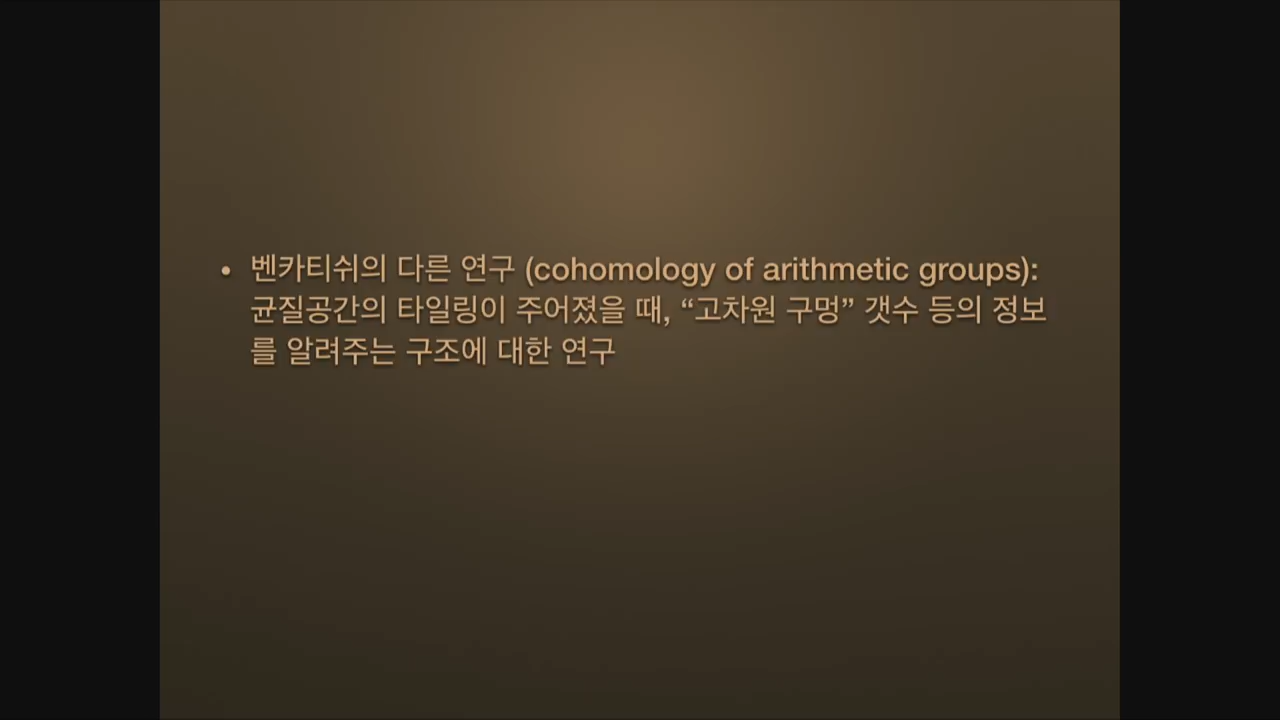 • 벤카티쉬의 다른 연구 (cohomology of arithmetic groups):
균질공간의 타일링이 주어졌을 때, “고차원 구멍” 갯수 등의 정보
를 알려주는 구조에 대한 연구